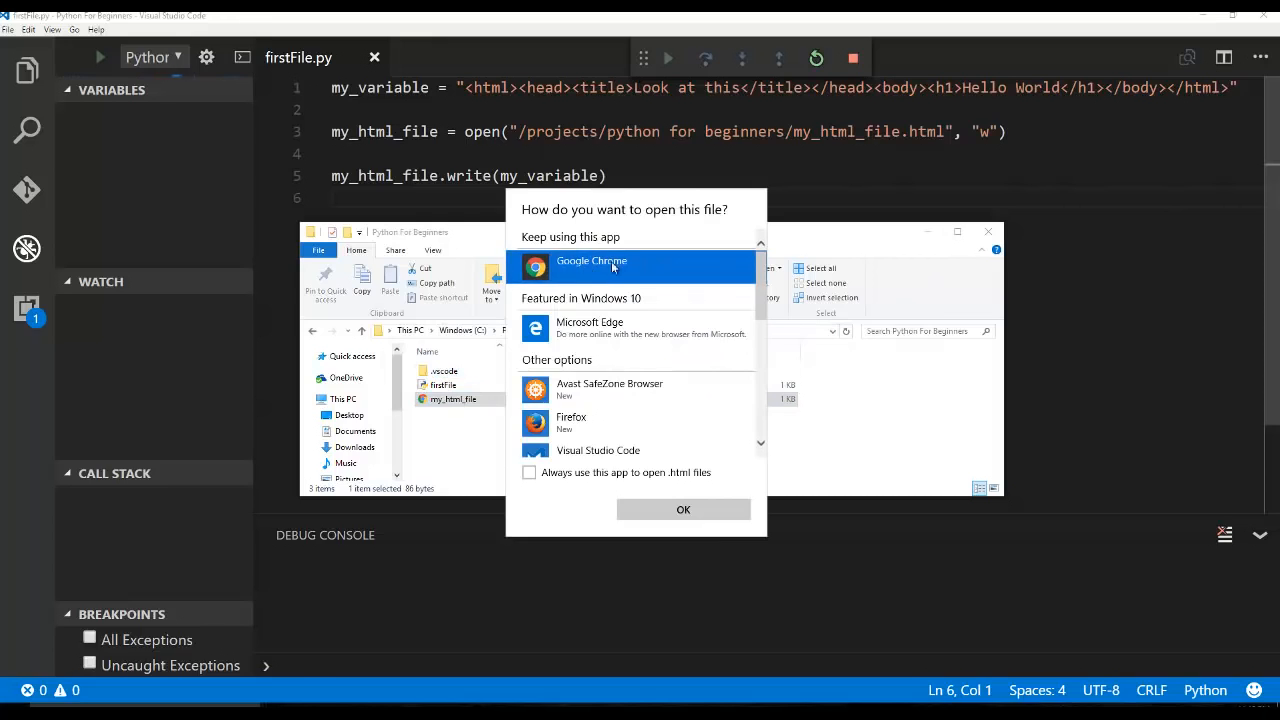 firstFile.py - Python For Beginners - Visual Studio Code
File Edit View Go Help
Python
firstFile.py
VARIABLES
WATCH
CALL STACK
BREAKPOINTS
All Exceptions
Uncaught Exceptions
1 my_variable = "<html><head><title>Look at this</title></head><body><h1>Hello World</h1></body></html>"
2
3 my_html_file = open("/projects/python for beginners/my_html_file.html", "w")
4
5 my_html_file.write(my_variable)
6
1
Python For Beginners
File Home Share View
Pin to Quick access
Copy
Paste
Cut
Copy path
Paste shortcut
Clipboard
Move to
Select all
Select none
Invert selection
Select
This PC
Windows (C:)
Search Python For Beginners
Quick access
OneDrive
This PC
Desktop
Documents
Downloads
Music
Pictures
Name
.vscode
firstFile
my_html_file
1 KB
1 KB
3 items 1 item selected 86 bytes
How do you want to open this file?
Keep using this app
Google Chrome
Featured in Windows 10
Microsoft Edge
Do more online with the new browser from Microsoft.
Other options
Avast SafeZone Browser
New
Firefox
New
Visual Studio Code
Always use this app to open .html files
OK
DEBUG CONSOLE
0 0
Ln 6, Col 1 Spaces: 4 UTF-8 CRLF Python